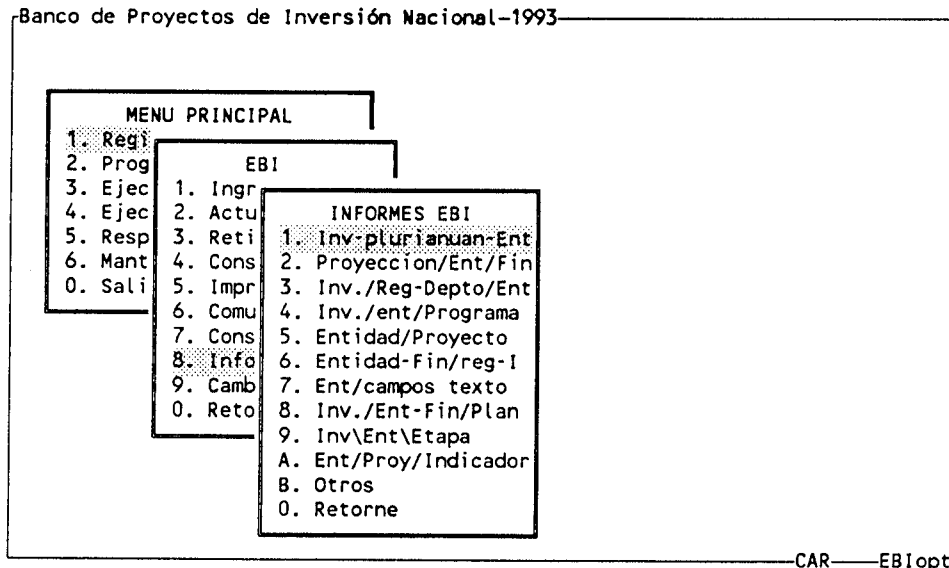 Banco de Proyectos de Inversión Nacional-1993
MENU PRINCIPAL
1. Regi
2. Prog
3. Ejec
4. Ejec
5. Resp
6. Mant
0. Sali
EBI
1. Ingr
2. Actu
3. Reti
4. Cons
5. Impr
6. Comu
7. Cons
8. Info
9. Camb
0. Reto
INFORMES EBI
1. Inv-plurianuan-Ent
2. Proyeccion/Ent/Fin
3. Inv./Reg-Depto/Ent
4. Inv./ent/Programa
5. Entidad/Proyecto
6. Entidad-Fin/reg-I
7. Ent/campos texto
8. Inv./Ent-Fin/Plan
9. Inv\Ent\Etapa
A. Ent/Proy/Indicador
B. Otros
0. Retorne
CAR EBIopt